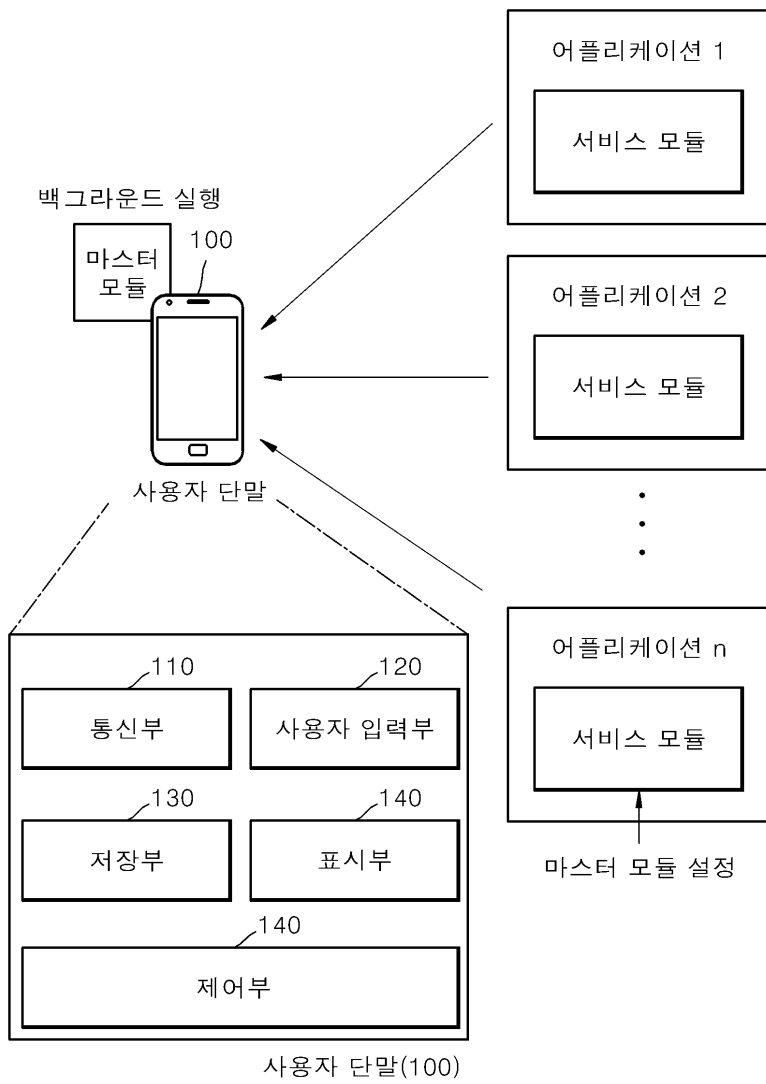 어플리케이션 1
서비스 모듈
백그라운드 실행
마스터
모듈
100
어플리케이션 2
서비스 모듈
사용자 단말
어플리케이션 n
서비스 모듈
마스터 모듈 설정
110
120
통신부
사용자 입력부
130
140
저장부
표시부
140
제어부
사용자 단말(100)